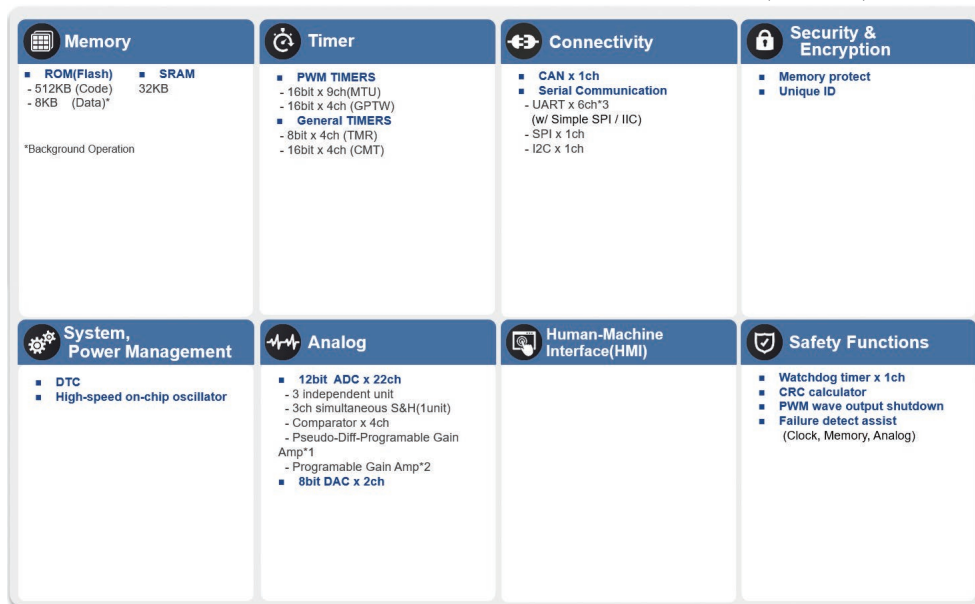 Memory
■ ROM(Flash) ■ SRAM
- 512KB (Code) 32KB
- 8KB (Data)*
*Background Operation
Timer
■ PWM TIMERS
- 16bit x 9ch(MTU)
- 16bit x 4ch (GPTW)
■ General TIMERS
- 8bit x 4ch (TMR)
- 16bit x 4ch (CMT)
Connectivity
■ CAN x 1ch
■ Serial Communication
- UART x 6ch*3
(w/ Simple SPI / IIC)
- SPI x 1ch
- I2C x 1ch
Security &
Encryption
■ Memory protect
■ Unique ID
System,
Power Management
■ DTC
■ High-speed on-chip oscillator
Analog
■ 12bit ADC x 22ch
- 3 independent unit
- 3ch simultaneous S&H(1unit)
- Comparator x 4ch
- Pseudo-Diff-Programable Gain
Amp*1
- Programable Gain Amp*2
■ 8bit DAC x 2ch
Human-Machine
Interface(HMI)
Safety Functions
■ Watchdog timer x 1ch
■ CRC calculator
■ PWM wave output shutdown
■ Failure detect assist
(Clock, Memory, Analog)